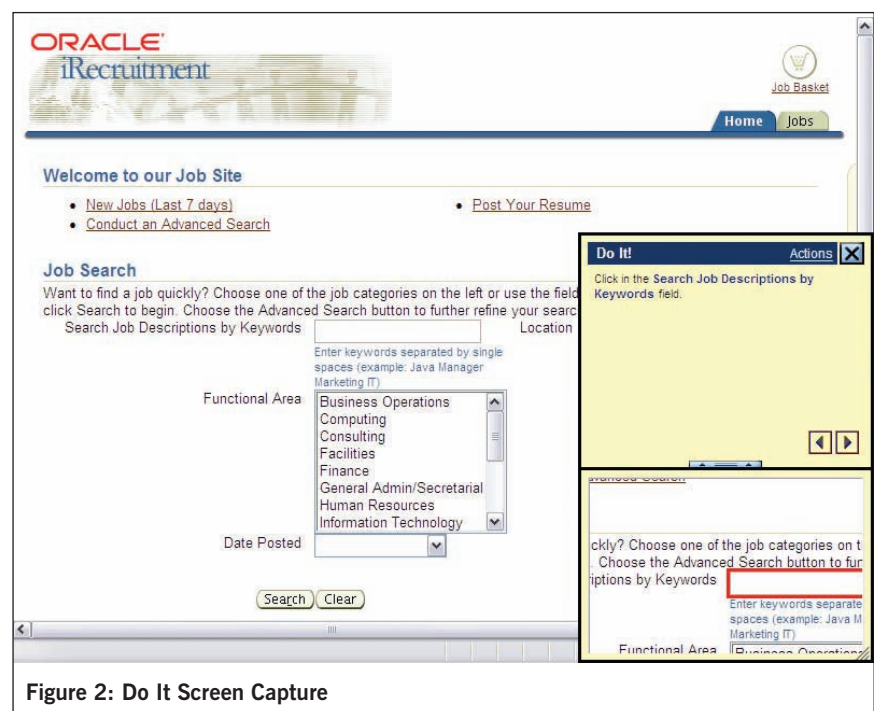 ORACLE'
iRecruitment
Job Basket
Home Jobs
Welcome to our Job Site
• New Jobs (Last 7 days)
• Conduct an Advanced Search
• Post Your Resume
Job Search
Want to find a job quickly? Choose one of the job categories on the left or use the field
click Search to begin. Choose the Advanced Search button to further refine your searc
Search Job Descriptions by Keywords
Location
Enter keywords separated by single
spaces (example: Java Manager
Marketing IT)
Functional Area
Business Operations
Computing
Consulting
Facilities
Finance
General Admin/Secretarial
Human Resources
Information Technology
Date Posted
Search Clear
Do It! Actions
Click in the Search Job Descriptions by
Keywords field.
Advanced Search
ckly? Choose one of the job categories on t
. Choose the Advanced Search button to fur
riptions by Keywords
Enter keywords separate
spaces (example: Java M
Marketing IT)
Functional Area
Business Operations
Figure 2: Do It Screen Capture